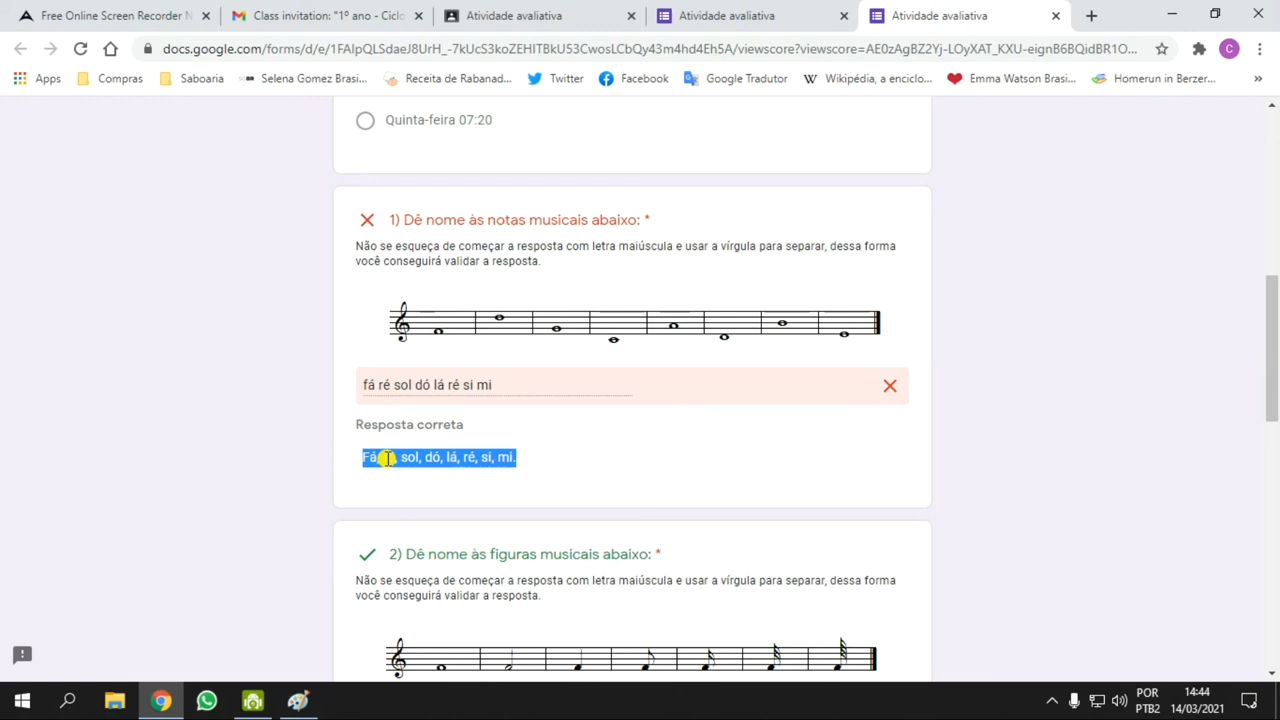 Free Online Screen Recorder N
Class invitation: "1º ano - Ciclo
Atividade avaliativa
Atividade avaliativa
Atividade avaliativa
docs.google.com/forms/d/e/1FAIpQLSdaeJ8UrH_-7kUcS3koZEHITBkU53CwosLCbQy43m4hd4Eh5A/viewscore?viewscore=AE0zAgBZ2Yj-LOyXAT_KXU-eignB6BQidBR1O...
C
Apps
Compras
Saboaria
Selena Gomez Brasi...
Receita de Rabanad...
Twitter
Facebook
Google Tradutor
Wikipédia, a enciclo...
Emma Watson Brasi...
Homerun in Berzer...
»
Quinta-feira 07:20
1) Dê nome às notas musicais abaixo: *
Não se esqueça de começar a resposta com letra maiúscula e usar a vírgula para separar, dessa forma
você conseguirá validar a resposta.
fá ré sol dó lá ré si mi
Resposta correta
Fá, sol, dó, lá, ré, si, mi.
2) Dê nome às figuras musicais abaixo: *
Não se esqueça de começar a resposta com letra maiúscula e usar a vírgula para separar, dessa forma
você conseguirá validar a resposta.
POR
PTB2
14:44
14/03/2021